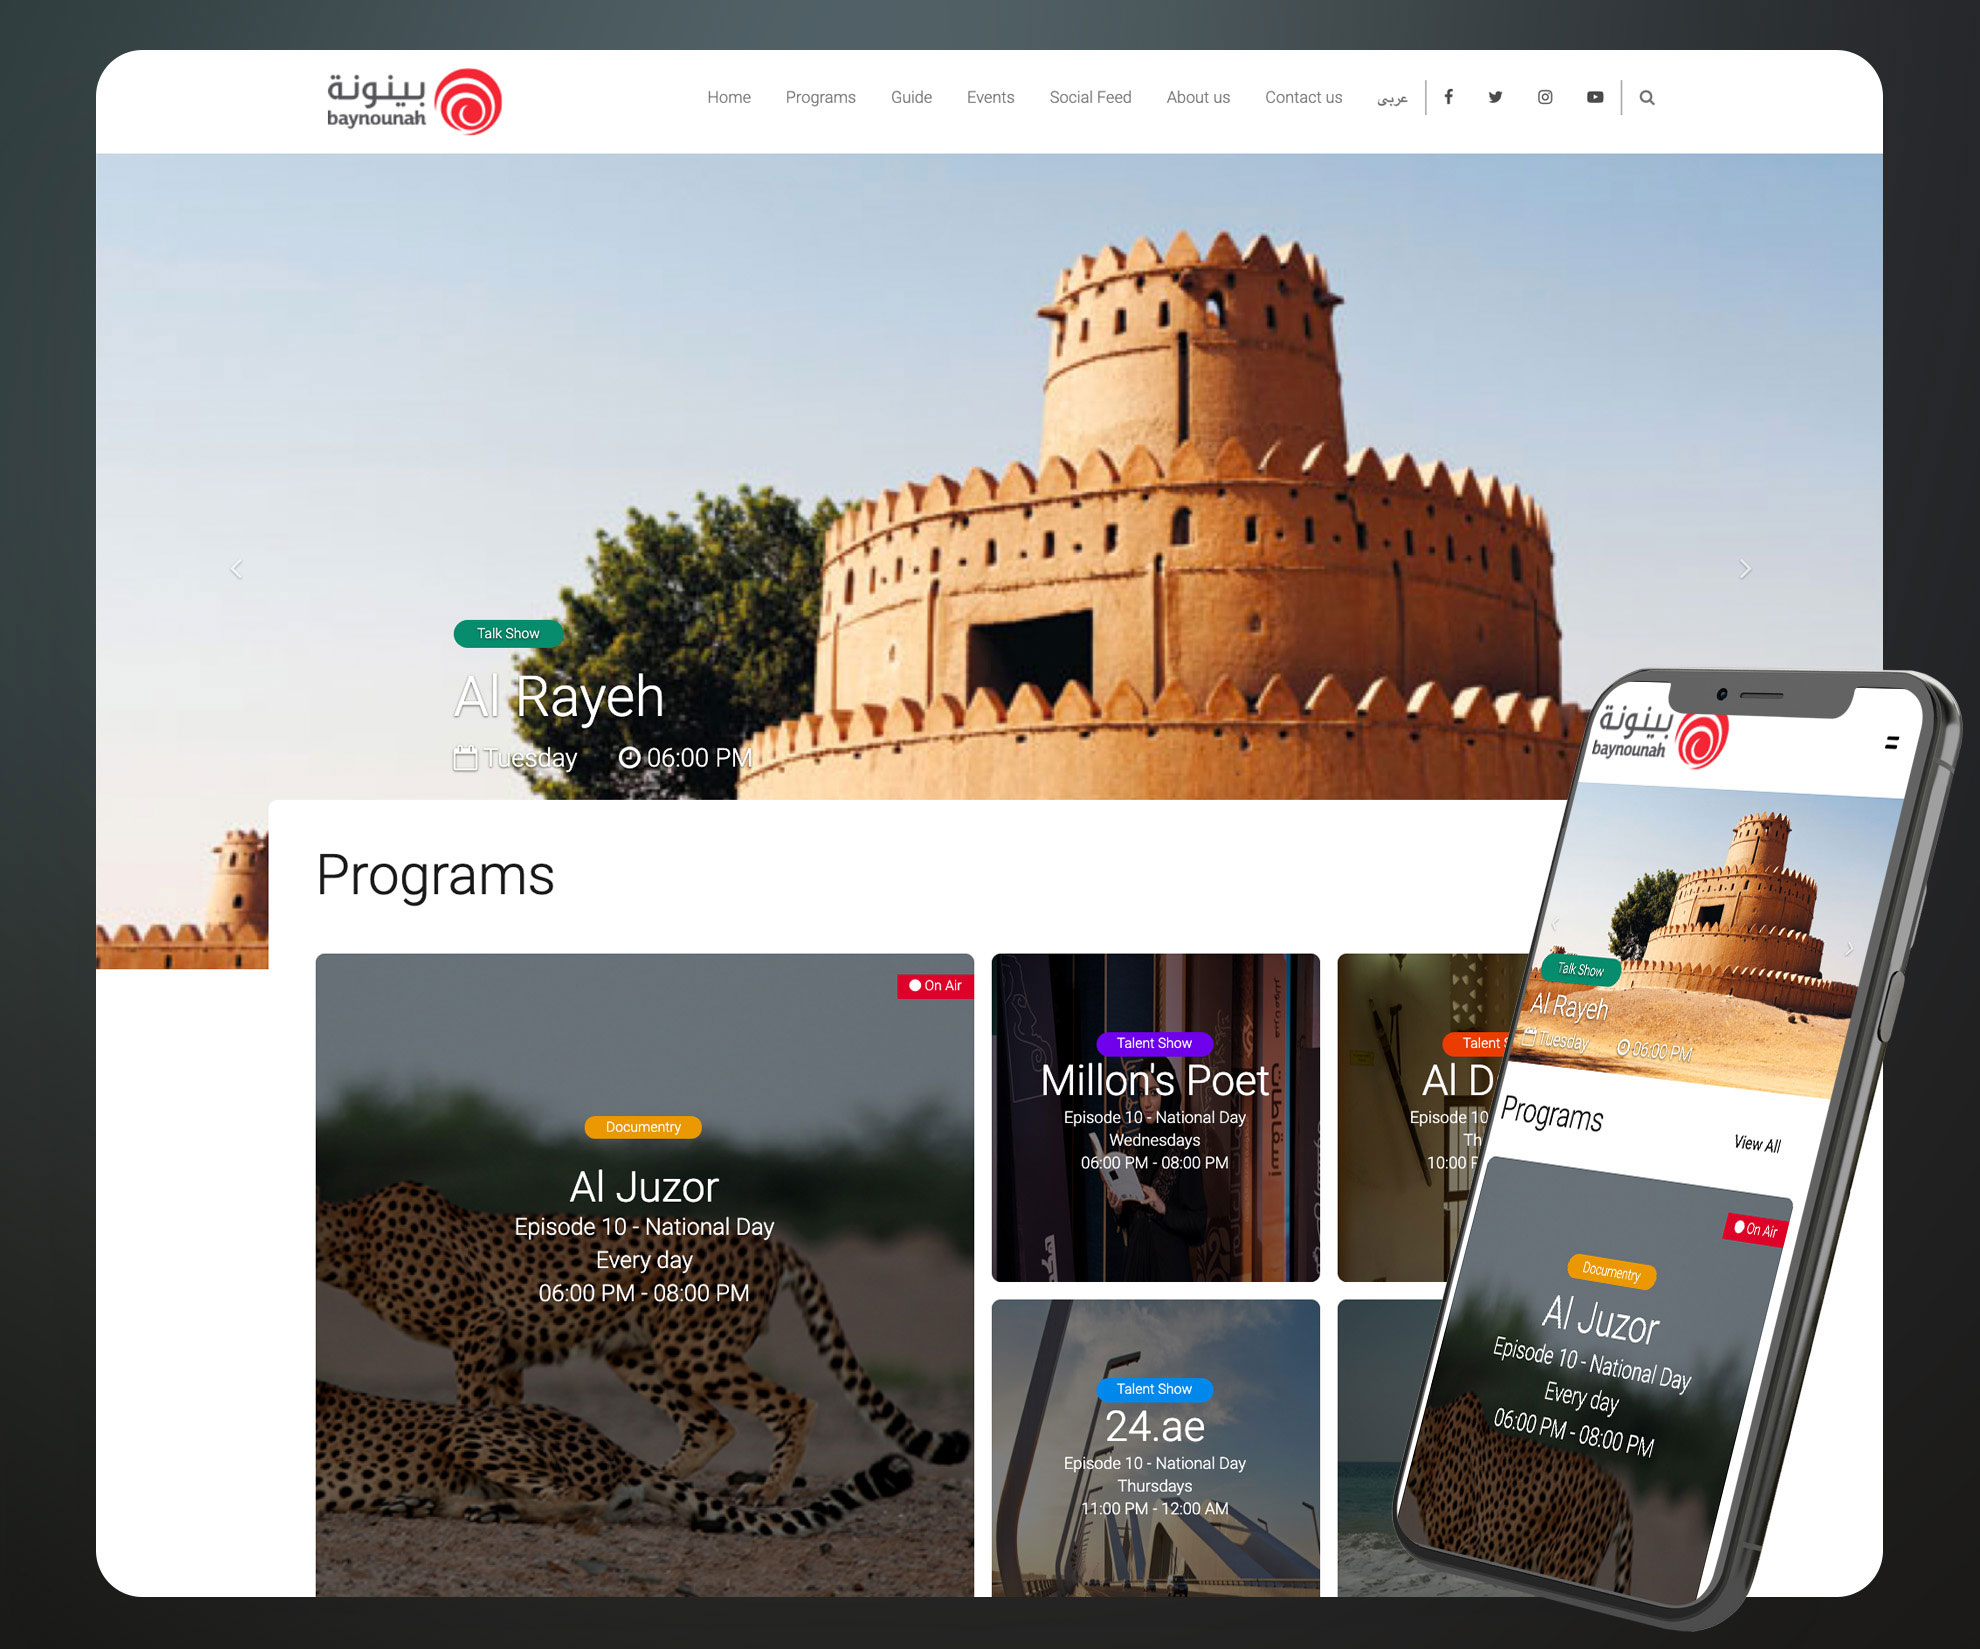 بينونة
baynounah
Home Programs Guide Events Social Feed About us Contact us عربى
Talk Show
Al Rayeh
Tuesday 06:00 PM
Programs
On Air
Documentry
Al Juzor
Episode 10 - National Day
Every day
06:00 PM - 08:00 PM
Talent Show
Millon's Poet
Episode 10 - National Day
Wednesdays
06:00 PM - 08:00 PM
Talent
Al D
Episode 10
Th
10:00 P
Talent Show
24.ae
Episode 10 - National Day
Thursdays
11:00 PM - 12:00 AM
بينونة
baynounah
Talk Show
Al Rayeh
Tuesday 06:00 PM
Programs
View All
On Air
Documentry
Al Juzor
Episode 10 - National Day
Every day
06:00 PM - 08:00 PM